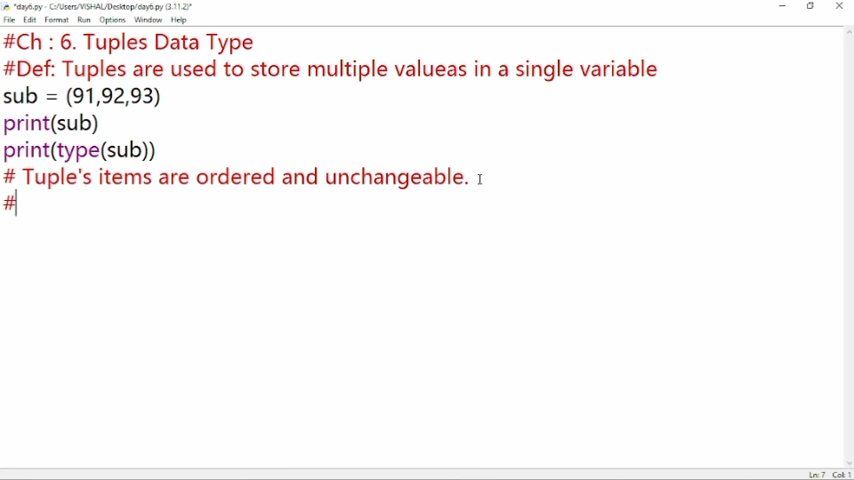 *day6.py - C:/Users/VISHAL/Desktop/day6.py (3.11.2)*
File Edit Format Run Options Window Help
#Ch : 6. Tuples Data Type
#Def: Tuples are used to store multiple valueas in a single variable
sub = (91,92,93)
print(sub)
print(type(sub))
# Tuple's items are ordered and unchangeable.
#
Ln: 7 Col: 1